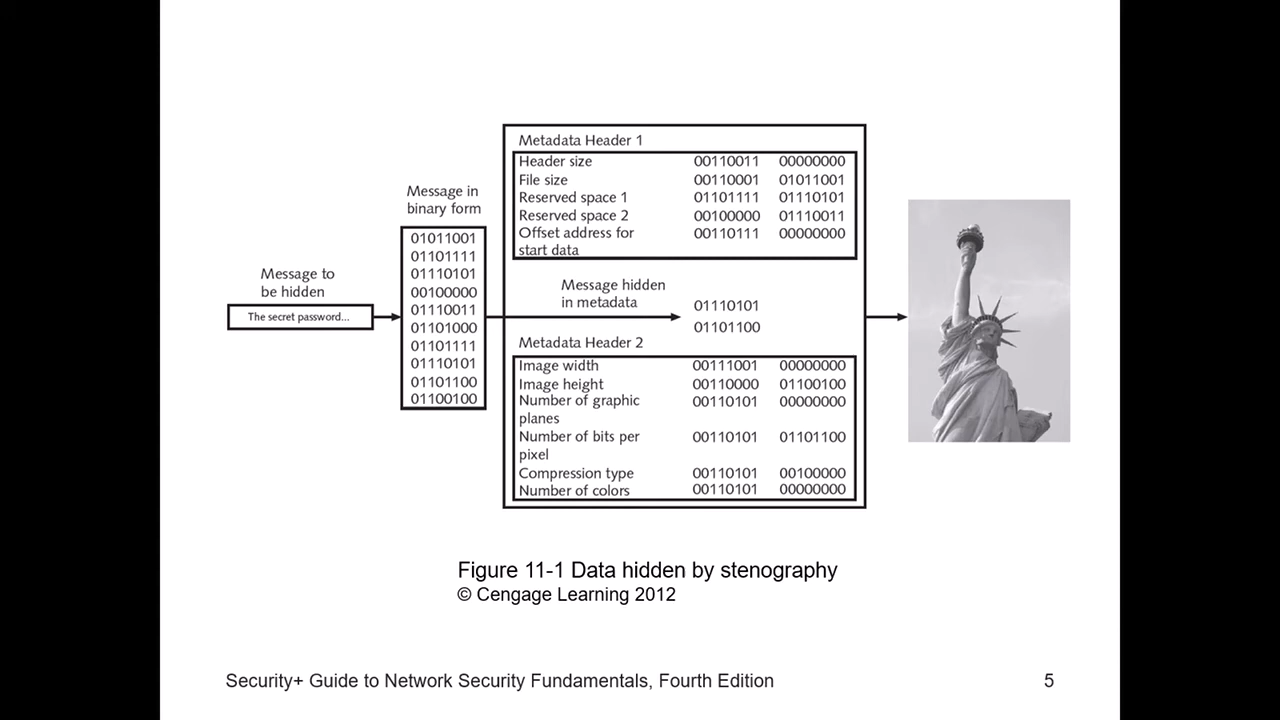 Message to
be hidden
The secret password...
Message in
binary form
01011001
01101111
01110101
00100000
01110011
01101000
01101111
01110101
01101100
01100100
Metadata Header 1
Header size 00110011 00000000
File size 00110001 01011001
Reserved space 1 01101111 01110101
Reserved space 2 00100000 01110011
Offset address for 00110111 00000000
start data
Message hidden
in metadata
01110101
01101100
Metadata Header 2
Image width 00111001 00000000
Image height 00110000 01100100
Number of graphic 00110101 00000000
planes
Number of bits per 00110101 01101100
pixel
Compression type 00110101 00100000
Number of colors 00110101 00000000
Figure 11-1 Data hidden by stenography
© Cengage Learning 2012
Security+ Guide to Network Security Fundamentals, Fourth Edition 5